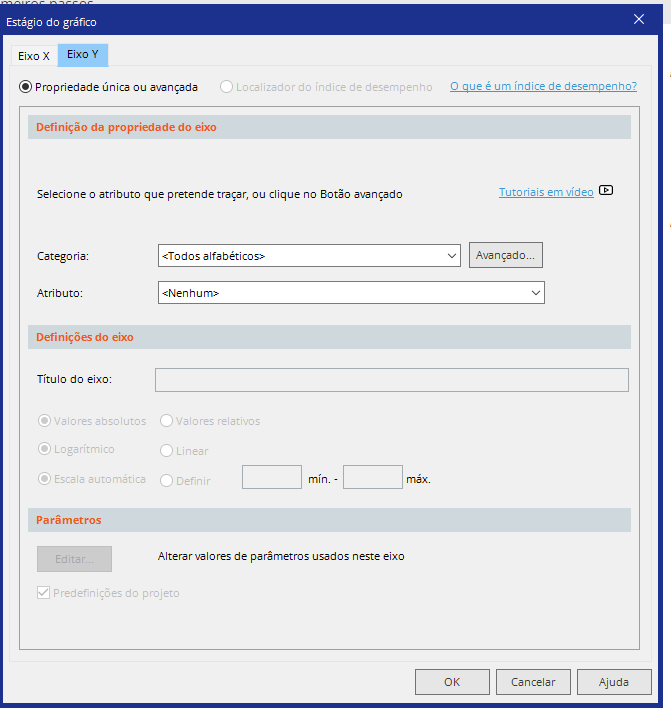 meiros passos
Estágio do gráfico
Eixo X Eixo Y
Propriedade única ou avançada Localizador do índice de desempenho O que é um índice de desempenho?
Definição da propriedade do eixo
Selecione o atributo que pretende traçar, ou clique no Botão avançado Tutoriais em vídeo
Categoria: <Todos alfabéticos> Avançado...
Atributo: <Nenhum>
Definições do eixo
Título do eixo:
Valores absolutos Valores relativos
Logarítmico Linear
Escala automática Definir mín. - máx.
Parâmetros
Editar... Alterar valores de parâmetros usados neste eixo
Predefinições do projeto
OK Cancelar Ajuda